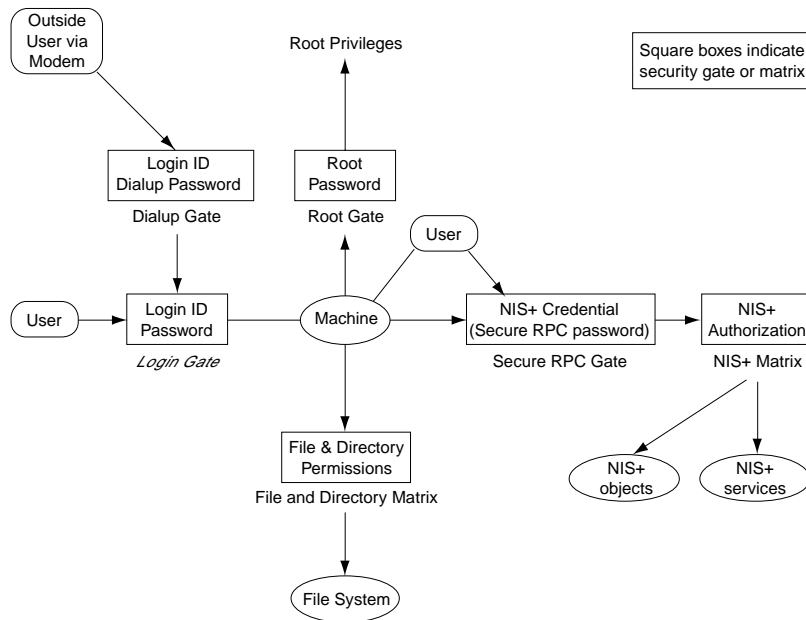 Outside
User via
Modem
Root Privileges
Square boxes indicate
security gate or matrix
Login ID
Dialup Password
Dialup Gate
Root
Password
Root Gate
User
User
Login ID
Password
Login Gate
Machine
NIS+ Credential
(Secure RPC password)
Secure RPC Gate
NIS+
Authorization
NIS+ Matrix
File & Directory
Permissions
File and Directory Matrix
NIS+
objects
NIS+
services
File System